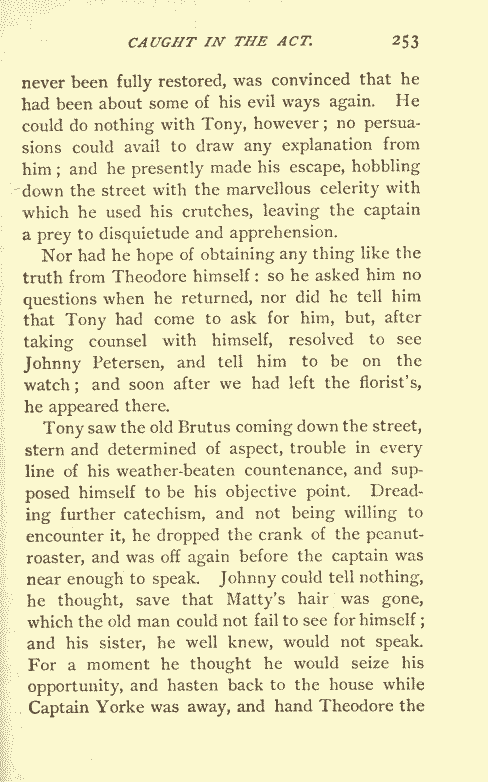 CAUGHT IN THE ACT. 253
never been fully restored, was convinced that he
had been about some of his evil ways again. He
could do nothing with Tony, however; no persua-
sions could avail to draw any explanation from
him; and he presently made his escape, hobbling
down the street with the marvellous celerity with
which he used his crutches, leaving the captain
a prey to disquietude and apprehension.
Nor had he hope of obtaining any thing like the
truth from Theodore himself: so he asked him no
questions when he returned, nor did he tell him
that Tony had come to ask for him, but, after
taking counsel with himself, resolved to see
Johnny Petersen, and tell him to be on the
watch; and soon after we had left the florist's,
he appeared there.
Tony saw the old Brutus coming down the street,
stern and determined of aspect, trouble in every
line of his weather-beaten countenance, and sup-
posed himself to be his objective point. Dread-
ing further catechism, and not being willing to
encounter it, he dropped the crank of the peanut-
roaster, and was off again before the captain was
near enough to speak. Johnny could tell nothing,
he thought, save that Matty's hair was gone,
which the old man could not fail to see for himself;
and his sister, he well knew, would not speak.
For a moment he thought he would seize his
opportunity, and hasten back to the house while
Captain Yorke was away, and hand Theodore the